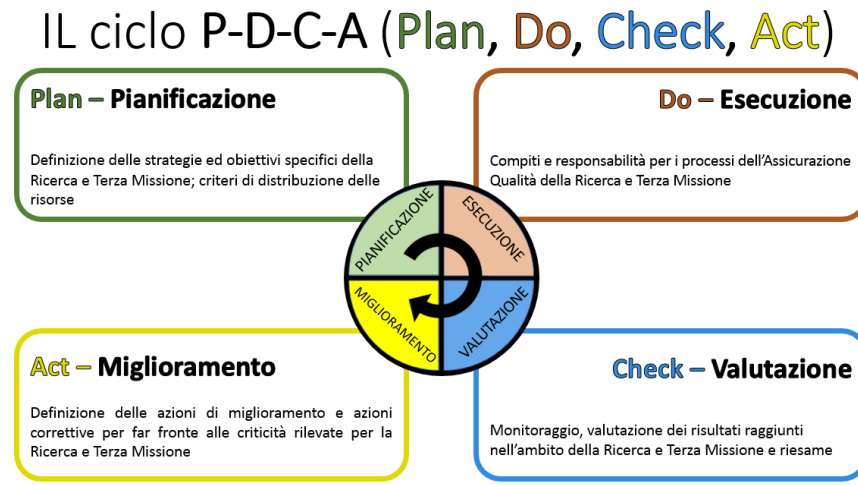 IL ciclo P-D-C-A (Plan, Do, Check, Act)
Plan – Pianificazione
Definizione delle strategie ed obiettivi specifici della
Ricerca e Terza Missione; criteri di distribuzione delle
risorse
Do – Esecuzione
Compiti e responsabilità per i processi dell’Assicurazione
Qualità della Ricerca e Terza Missione
PIANIFICAZIONE
ESECUZIONE
MIGLIORAMENTO
VALUTAZIONE
Act – Miglioramento
Definizione delle azioni di miglioramento e azioni
correttive per far fronte alle criticità rilevate per la
Ricerca e Terza Missione
Check – Valutazione
Monitoraggio, valutazione dei risultati raggiunti
nell’ambito della Ricerca e Terza Missione e riesame